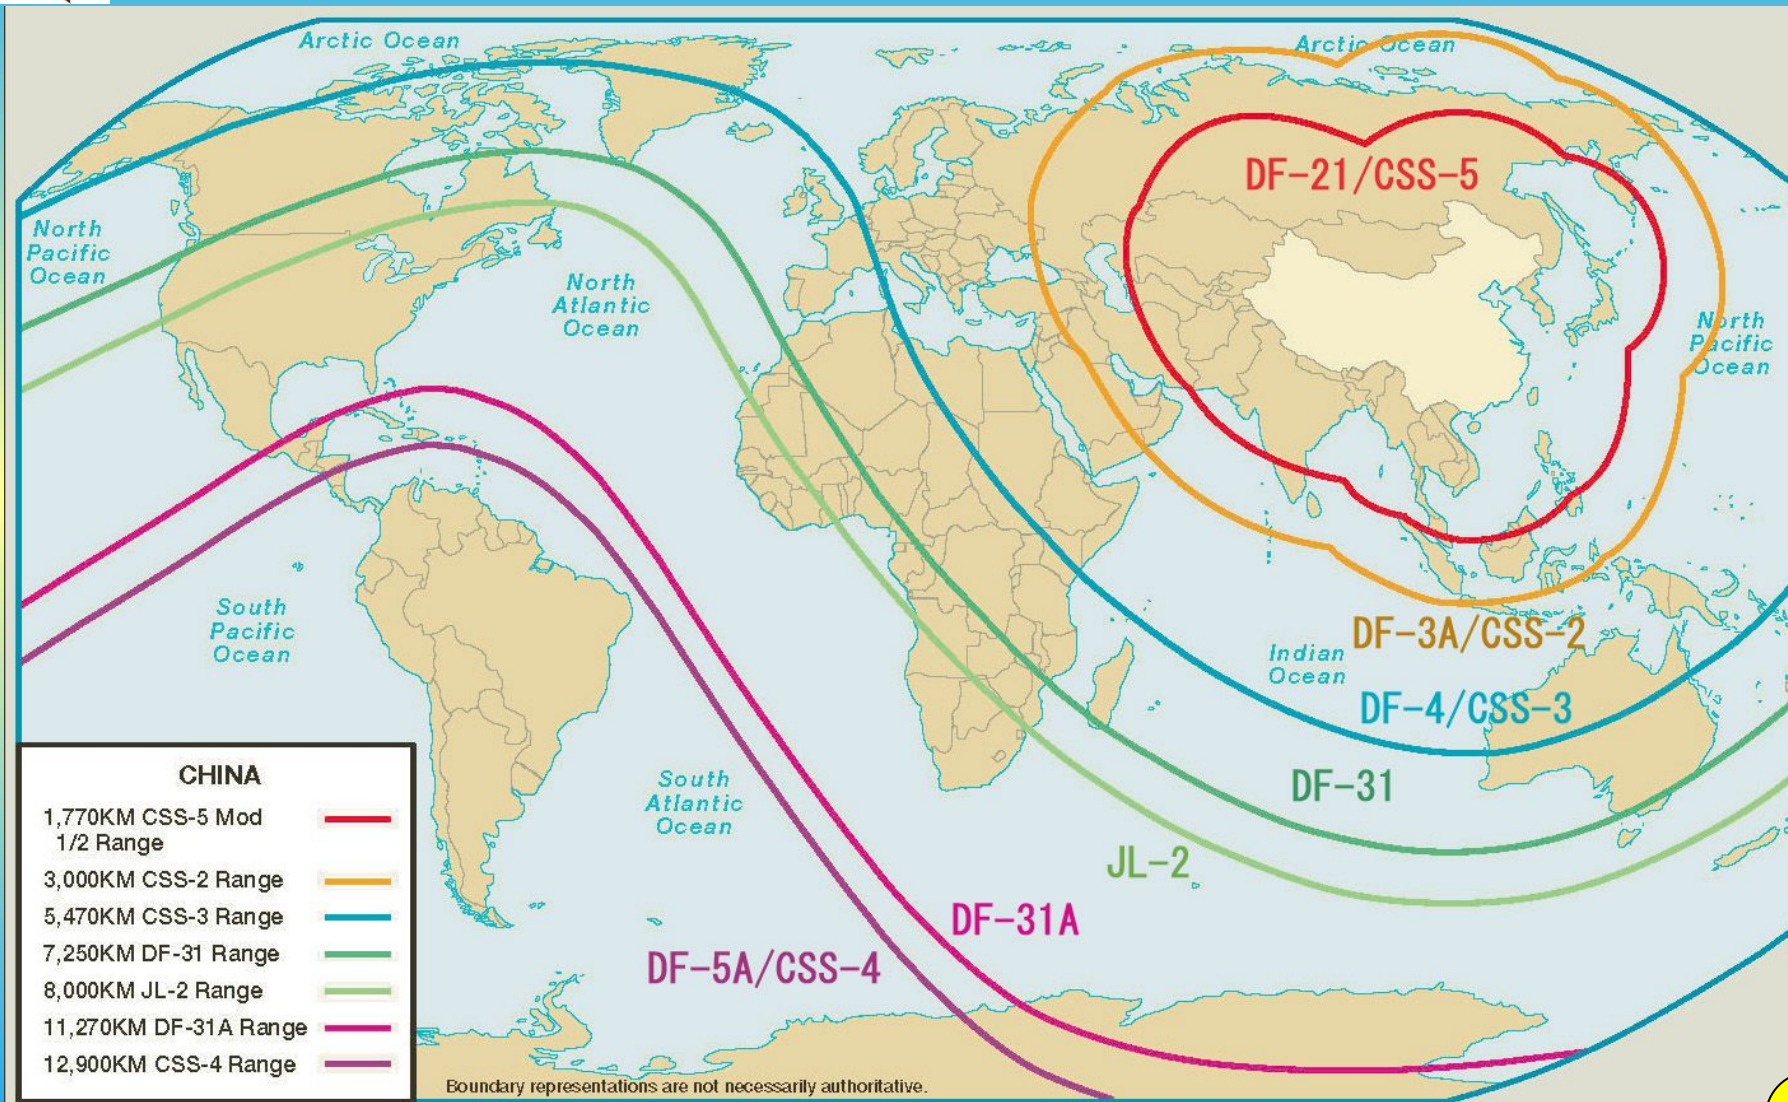 Arctic Ocean
Arctic Ocean
DF-21/CSS-5
North
Pacific
Ocean
North
Atlantic
Ocean
North
Pacific
Ocean
South
Pacific
Ocean
DF-3A/CSS-2
Indian
Ocean
DF-4/CSS-3
South
Atlantic
Ocean
DF-31
JL-2
DF-31A
DF-5A/CSS-4
CHINA
1,770KM CSS-5 Mod
1/2 Range
3,000KM CSS-2 Range
5,470KM CSS-3 Range
7,250KM DF-31 Range
8,000KM JL-2 Range
11,270KM DF-31A Range
12,900KM CSS-4 Range
Boundary representations are not necessarily authoritative.